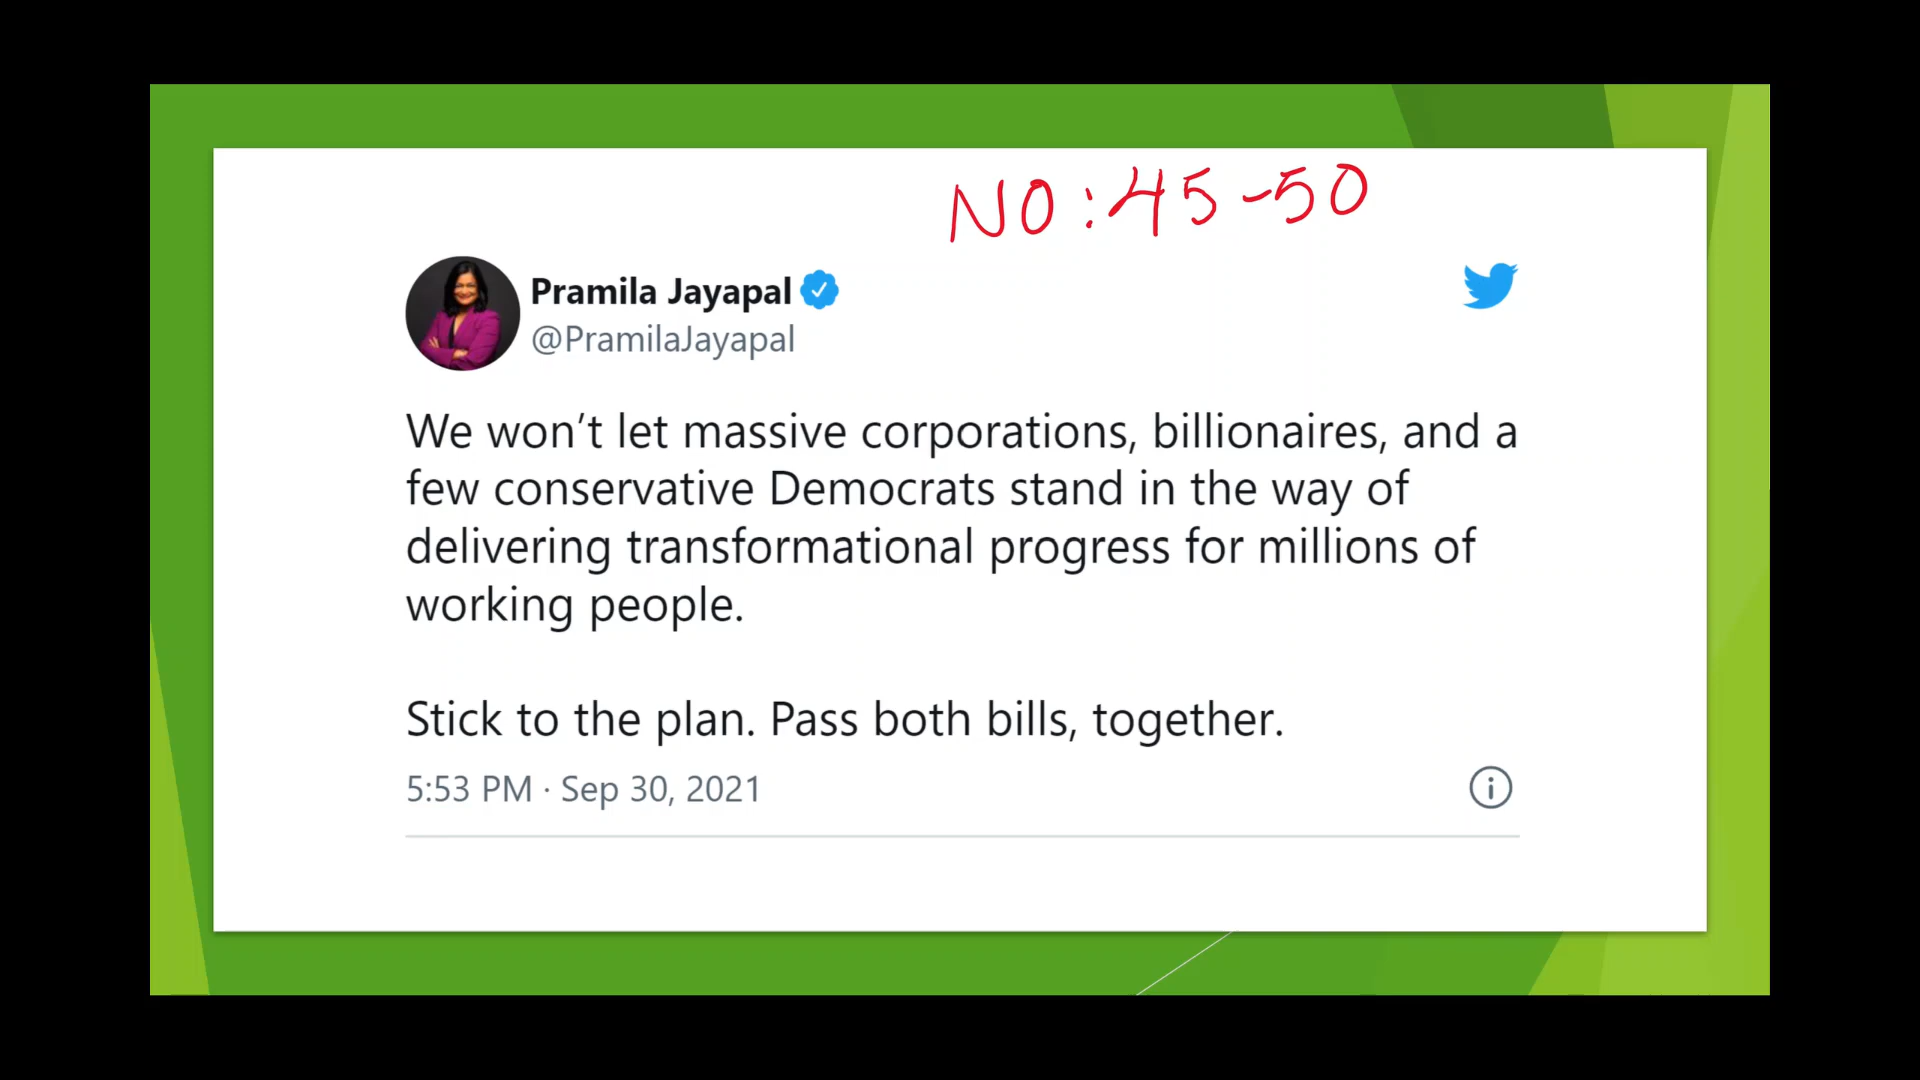 NO:45-50
Pramila Jayapal
@PramilaJayapal
We won’t let massive corporations, billionaires, and a
few conservative Democrats stand in the way of
delivering transformational progress for millions of
working people.
Stick to the plan. Pass both bills, together.
5:53 PM · Sep 30, 2021